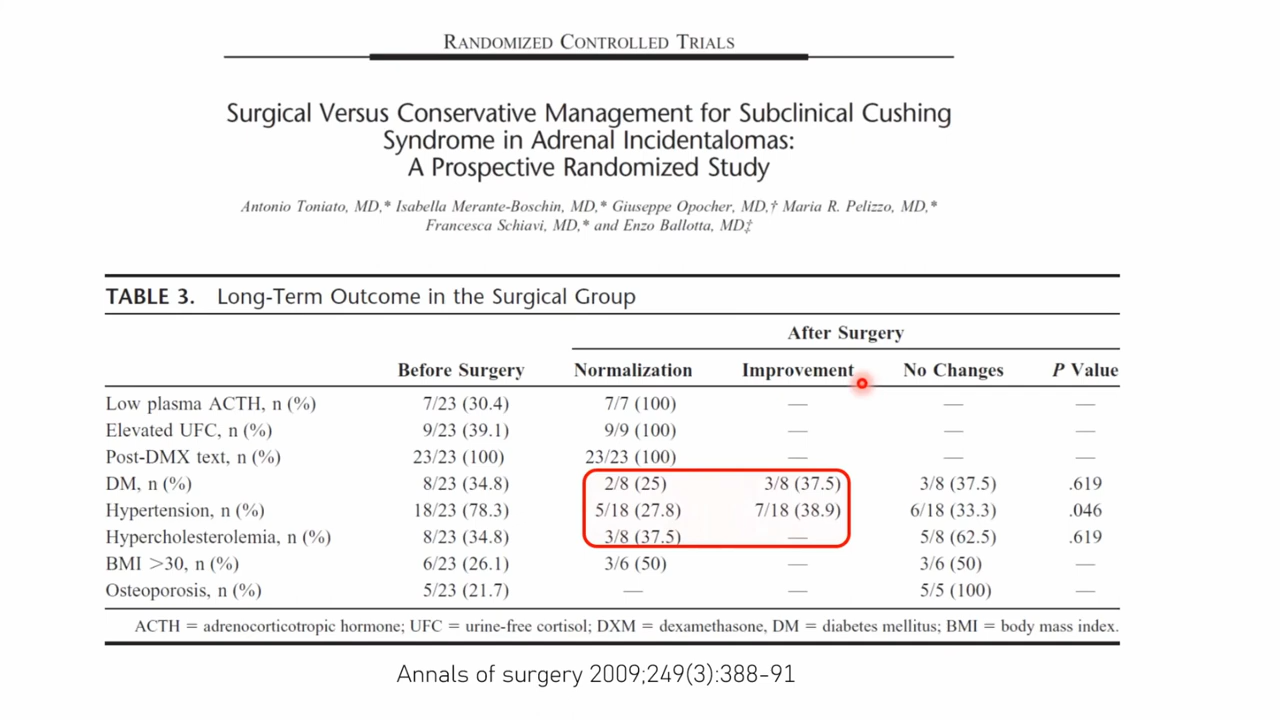 RANDOMIZED CONTROLLED TRIALS
Surgical Versus Conservative Management for Subclinical Cushing
Syndrome in Adrenal Incidentalomas:
A Prospective Randomized Study
Antonio Toniato, MD,* Isabella Merante-Boschin, MD,* Giuseppe Opocher, MD,† Maria R. Pelizzo, MD,*
Francesca Schiavi, MD,* and Enzo Ballotta, MD‡
TABLE 3. Long-Term Outcome in the Surgical Group
After Surgery
Before Surgery Normalization Improvement No Changes P Value
Low plasma ACTH, n (%) 7/23 (30.4) 7/7 (100) — — —
Elevated UFC, n (%) 9/23 (39.1) 9/9 (100) — — —
Post-DMX text, n (%) 23/23 (100) 23/23 (100) — — —
DM, n (%) 8/23 (34.8) 2/8 (25) 3/8 (37.5) 3/8 (37.5) .619
Hypertension, n (%) 18/23 (78.3) 5/18 (27.8) 7/18 (38.9) 6/18 (33.3) .046
Hypercholesterolemia, n (%) 8/23 (34.8) 3/8 (37.5) — 5/8 (62.5) .619
BMI >30, n (%) 6/23 (26.1) 3/6 (50) — 3/6 (50) —
Osteoporosis, n (%) 5/23 (21.7) — — 5/5 (100) —
ACTH = adrenocorticotropic hormone; UFC = urine-free cortisol; DXM = dexamethasone, DM = diabetes mellitus; BMI = body mass index.
Annals of surgery 2009;249(3):388-91